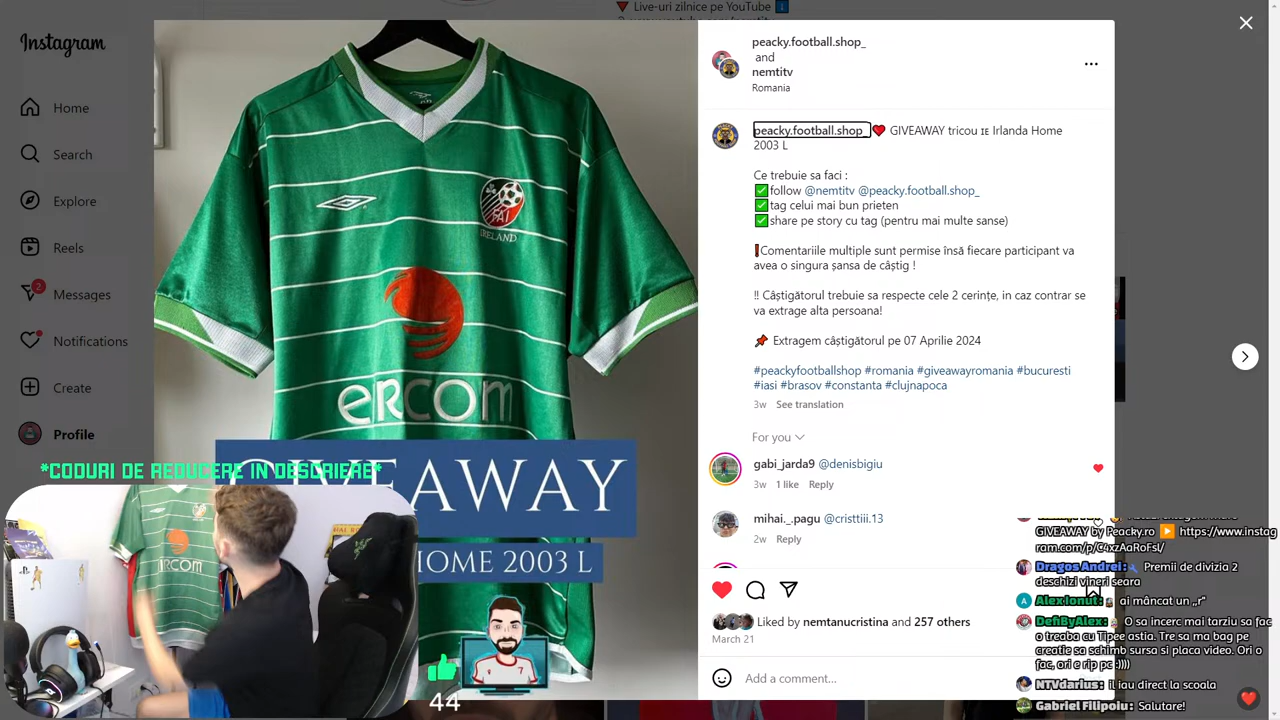 Live-uri zilnice pe YouTube
Instagram
Home
Search
Explore
Reels
2
Messages
Notifications
Create
Profile
FAI
IRELAND
ercom
GIVEAWAY
HOME 2003 L
*CODURI DE REDUCERE IN DESCRIERE*
44
peacky.football.shop_
and
nemtitv
Romania
peacky.football.shop_❤️ GIVEAWAY tricou 🇮🇪 Irlanda Home
2003 L
Ce trebuie sa faci :
✅follow @nemtitv @peacky.football.shop_
✅tag celui mai bun prieten
✅share pe story cu tag (pentru mai multe sanse)
❗Comentariile multiple sunt permise însă fiecare participant va
avea o singura șansa de câștig !
!! Câștigătorul trebuie sa respecte cele 2 cerințe, in caz contrar se
va extrage alta persoana!
📌 Extragem câștigătorul pe 07 Aprilie 2024
#peackyfootballshop #romania #giveawayromania #bucuresti
#iasi #brasov #constanta #clujnapoca
3w See translation
For you
gabi_jarda9 @denisbigiu
3w 1 like Reply
mihai._.pagu @cristtiii.13
2w Reply
Liked by nemtanucristina and 257 others
March 21
Add a comment...
GIVEAWAY by Peacky.ro ▶️ https://www.instag
ram.com/p/C4xzAaRoFsl/
Dragos Andrei: Premii de divizia 2
deschizi vineri seara
Alex Ionut: ai mâncat un ,,r"
DefiByAlex: O sa incerc mai tarziu sa fac
o treaba cu Tipee astia. Tre sa ma bag pe
creatie sa schimb sursa si placa video. Ori o
fac, ori e rip pc :))))
NTVdarius: îl iau direct la scoala
Gabriel Filipoiu: Salutare!